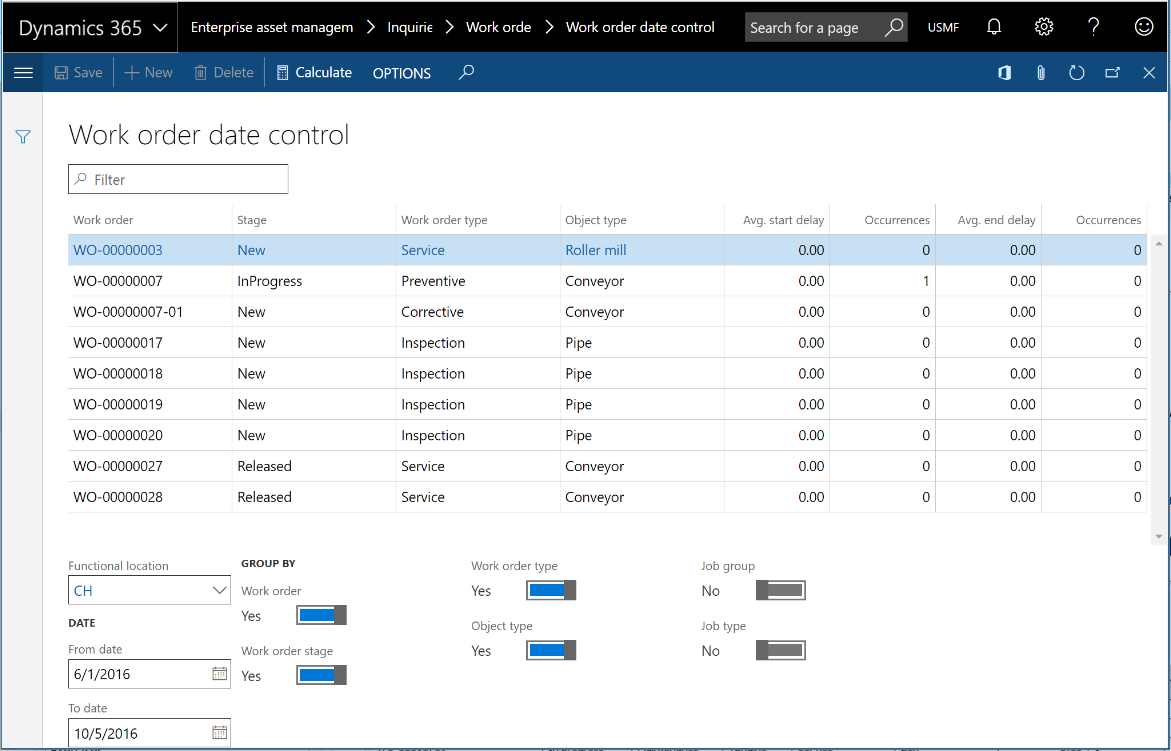 Dynamics 365 Enterprise asset managem Inquirie Work orde Work order date control Search for a page USMF ?
Save New Delete Calculate OPTIONS
Work order date control
Filter
Work order Stage Work order type Object type Avg. start delay Occurrences Avg. end delay Occurrences
WO-00000003 New Service Roller mill 0.00 0 0.00 0
WO-00000007 InProgress Preventive Conveyor 0.00 1 0.00 0
WO-00000007-01 New Corrective Conveyor 0.00 0 0.00 0
WO-00000017 New Inspection Pipe 0.00 0 0.00 0
WO-00000018 New Inspection Pipe 0.00 0 0.00 0
WO-00000019 New Inspection Pipe 0.00 0 0.00 0
WO-00000020 New Inspection Pipe 0.00 0 0.00 0
WO-00000027 Released Service Conveyor 0.00 0 0.00 0
WO-00000028 Released Service Conveyor 0.00 0 0.00 0
Functional location
CH
DATE
From date
6/1/2016
To date
10/5/2016
GROUP BY
Work order
Yes
Work order stage
Yes
Work order type
Yes
Object type
Yes
Job group
No
Job type
No